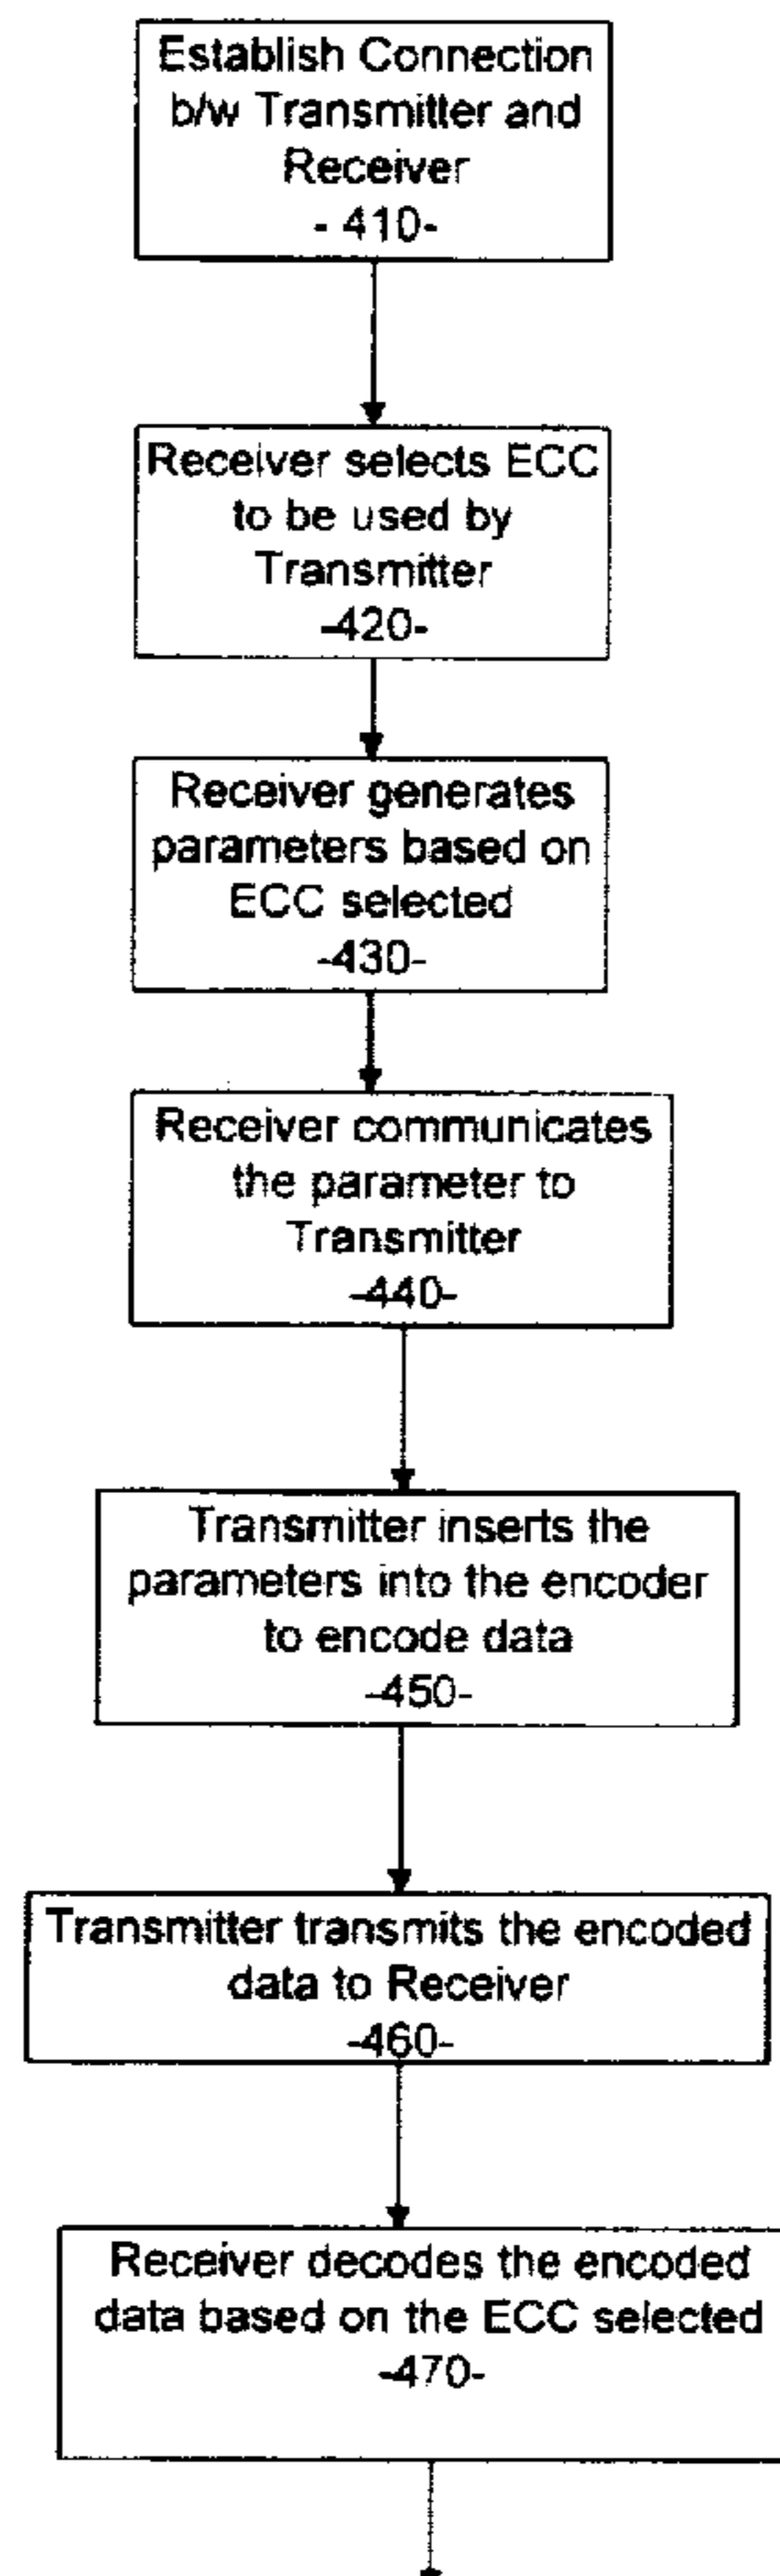 Establish Connection
b/w Transmitter and
Receiver
- 410-
Receiver selects ECC
to be used by
Transmitter
-420-
Receiver generates
parameters based on
ECC selected
-430-
Receiver communicates
the parameter to
Transmitter
-440-
Transmitter inserts the
parameters into the encoder
to encode data
-450-
Transmitter transmits the encoded
data to Receiver
-460-
Receiver decodes the encoded
data based on the ECC selected
-470-